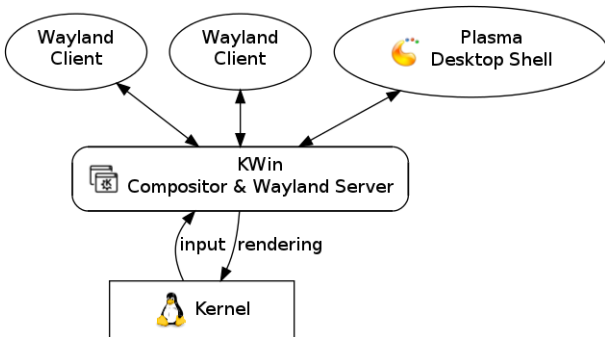 Wayland
Client
Wayland
Client
Plasma
Desktop Shell
KWin
Compositor & Wayland Server
input
rendering
Kernel